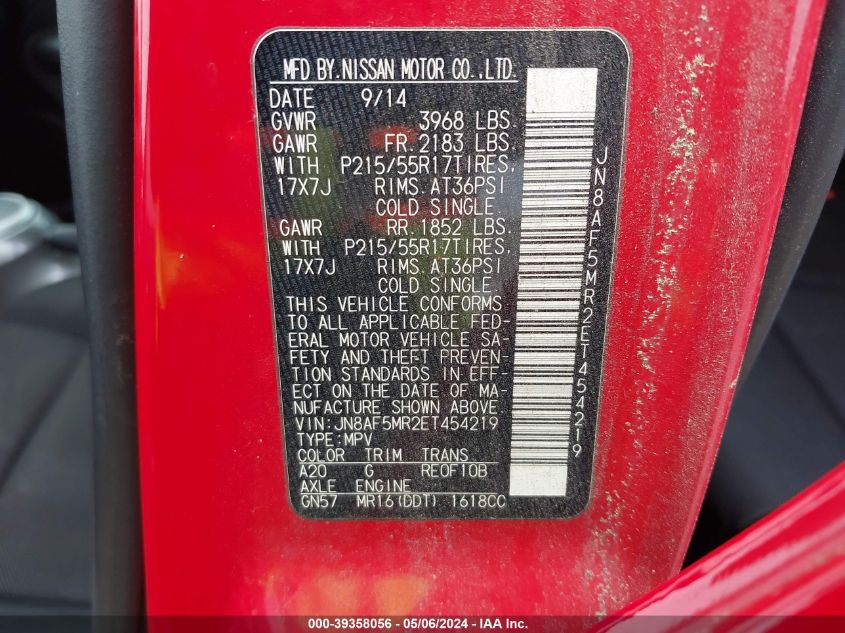 MFD BY.NISSAN MOTOR CO.,LTD.
DATE 9/14
GVWR 3968 LBS.
GAWR FR.2183 LBS.
WITH P215/55R17TIRES,
17X7J RIMS.AT36PSI
COLD SINGLE
GAWR RR.1852 LBS.
WITH P215/55R17TIRES,
17X7J RIMS.AT36PSI
COLD SINGLE
THIS VEHICLE CONFORMS
TO ALL APPLICABLE FED-
ERAL MOTOR VEHICLE SA-
FETY AND THEFT PREVEN-
TION STANDARDS IN EFF-
ECT ON THE DATE OF MA-
NUFACTURE SHOWN ABOVE
VIN:JN8AF5MR2ET454219
TYPE:MPV
COLOR TRIM TRANS
A20 G RE0F10B
AXLE ENGINE
GN57 MR16(DDT) 1618CC
JN8AF5MR2ET454219
000-39358056 - 05/06/2024 - IAA Inc.